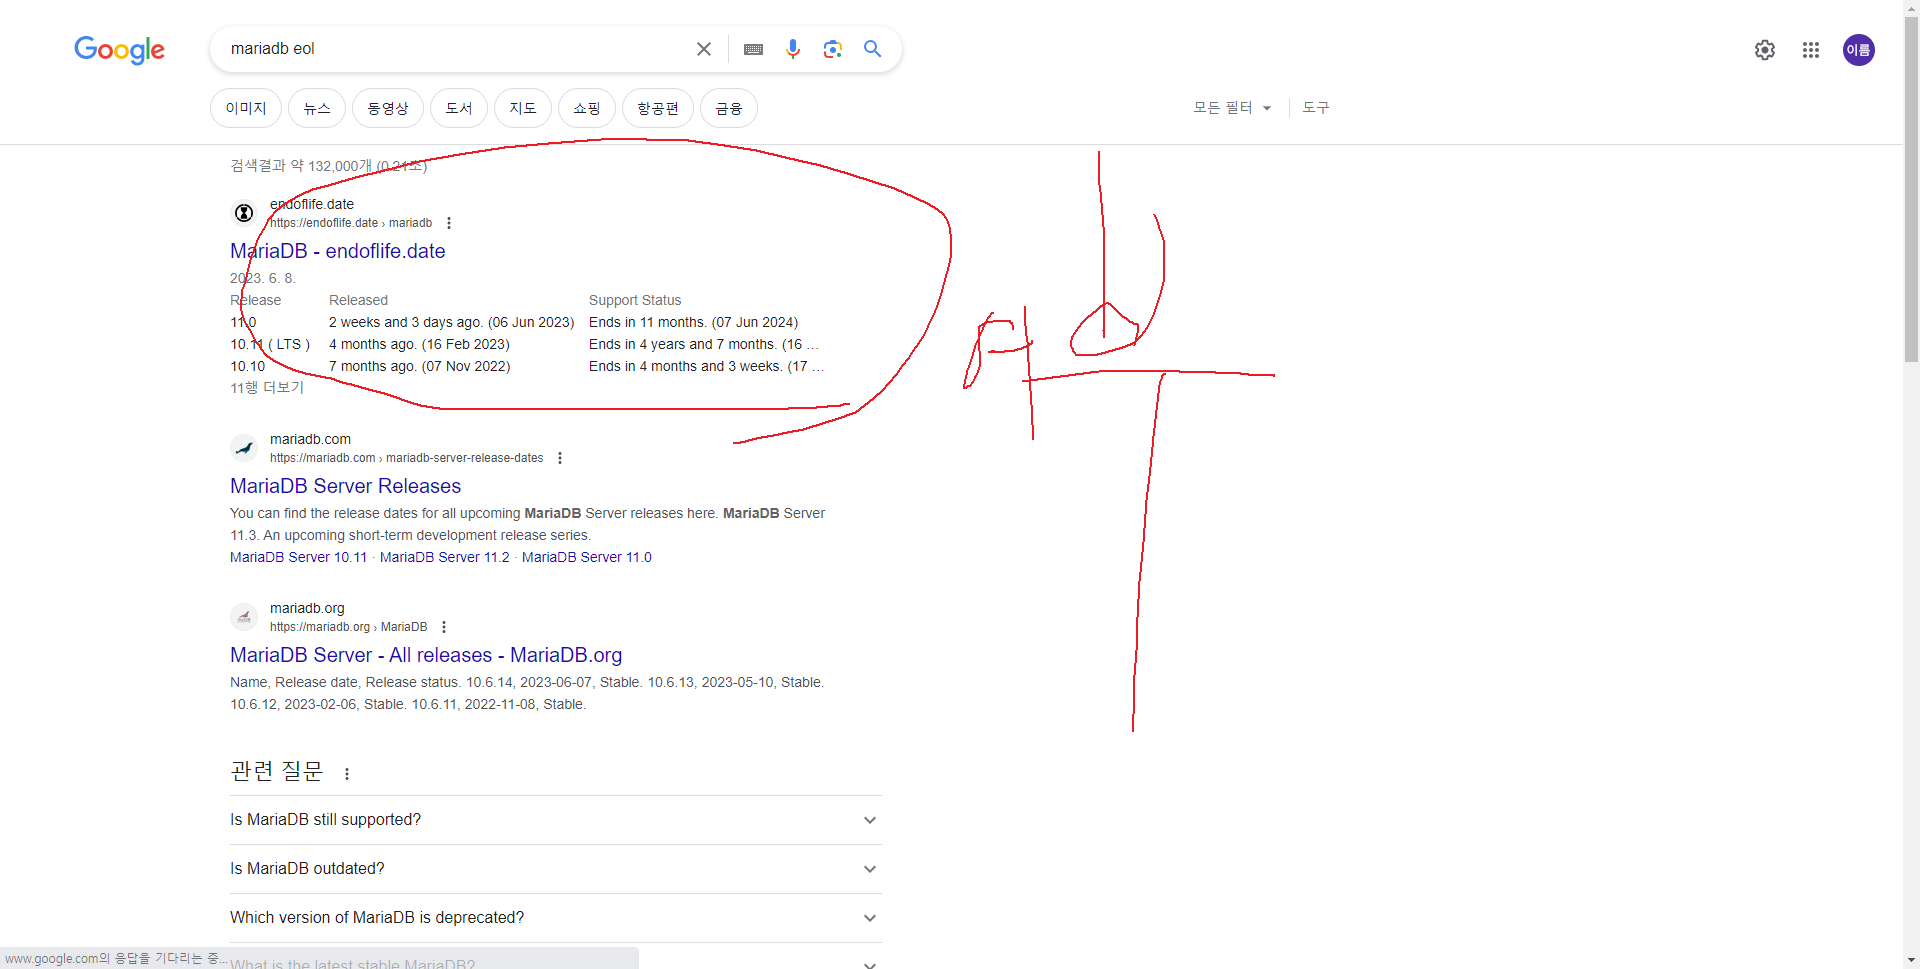 Google
mariadb eol
이름
이미지 뉴스 동영상 도서 지도 쇼핑 항공편 금융 모든 필터 도구
검색결과 약 132,000개 (0.21초)
endoflife.date
https://endoflife.date › mariadb
MariaDB - endoflife.date
2023. 6. 8.
Release Released Support Status
11.0 2 weeks and 3 days ago. (06 Jun 2023) Ends in 11 months. (07 Jun 2024)
10.11 ( LTS ) 4 months ago. (16 Feb 2023) Ends in 4 years and 7 months. (16 ...
10.10 7 months ago. (07 Nov 2022) Ends in 4 months and 3 weeks. (17 ...
11행 더보기
mariadb.com
https://mariadb.com › mariadb-server-release-dates
MariaDB Server Releases
You can find the release dates for all upcoming MariaDB Server releases here. MariaDB Server
11.3. An upcoming short-term development release series.
MariaDB Server 10.11 · MariaDB Server 11.2 · MariaDB Server 11.0
mariadb.org
https://mariadb.org › MariaDB
MariaDB Server - All releases - MariaDB.org
Name, Release date, Release status. 10.6.14, 2023-06-07, Stable. 10.6.13, 2023-05-10, Stable.
10.6.12, 2023-02-06, Stable. 10.6.11, 2022-11-08, Stable.
관련 질문
Is MariaDB still supported?
Is MariaDB outdated?
Which version of MariaDB is deprecated?
What is the latest stable MariaDB?
www.google.com의 응답을 기다리는 중...